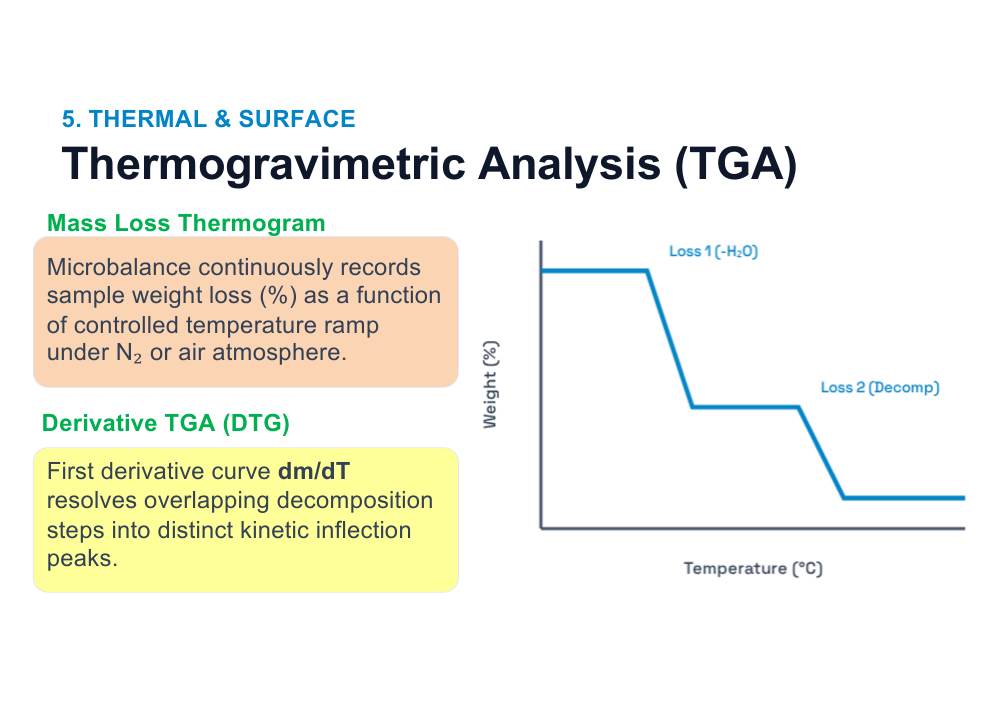 5. THERMAL & SURFACE
Thermogravimetric Analysis (TGA)
Mass Loss Thermogram
Microbalance continuously records
sample weight loss (%) as a function
of controlled temperature ramp
under N₂ or air atmosphere.
Derivative TGA (DTG)
First derivative curve dm/dT
resolves overlapping decomposition
steps into distinct kinetic inflection
peaks.
Loss 1 (-H₂O)
Loss 2 (Decomp)
Weight (%)
Temperature (°C)